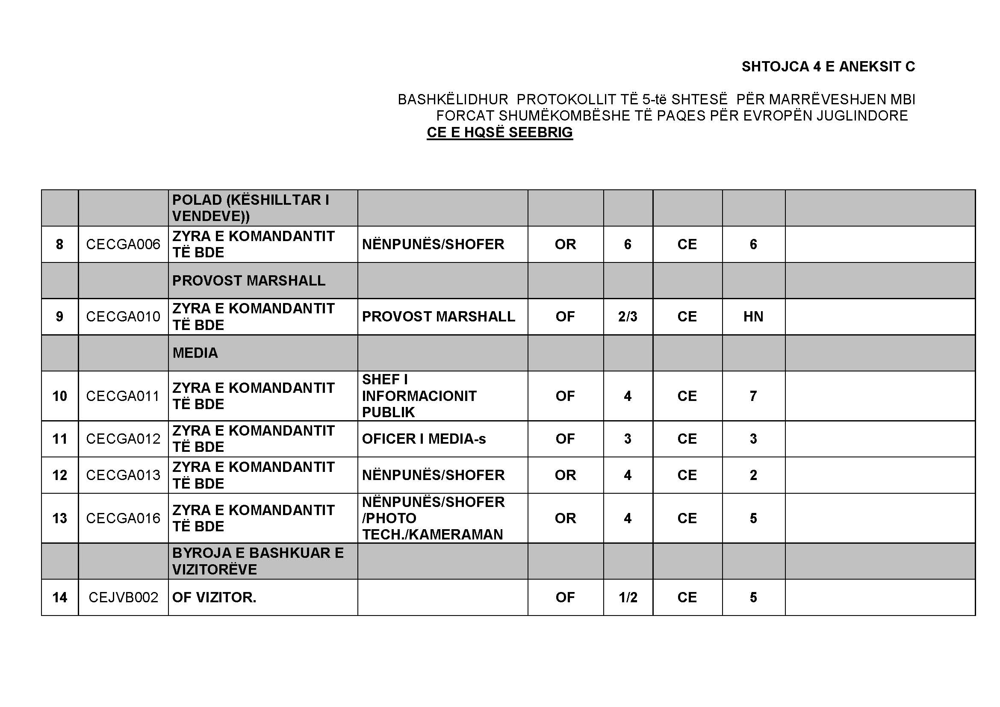 SHTOJCA 4 E ANEKSIT C
BASHKËLIDHUR PROTOKOLLIT TË 5-të SHTESË PËR MARRËVESHJEN MBI
FORCAT SHUMËKOMBËSHE TË PAQES PËR EVROPËN JUGLINDORE
CE E HQSË SEEBRIG
POLAD (KËSHILLTAR I
VENDEVE))
8 CECGA006 ZYRA E KOMANDANTIT
TË BDE NËNPUNËS/SHOFER OR 6 CE 6
PROVOST MARSHALL
9 CECGA010 ZYRA E KOMANDANTIT
TË BDE PROVOST MARSHALL OF 2/3 CE HN
MEDIA
10 CECGA011 ZYRA E KOMANDANTIT
TË BDE SHEF I
INFORMACIONIT
PUBLIK OF 4 CE 7
11 CECGA012 ZYRA E KOMANDANTIT
TË BDE OFICER I MEDIA-s OF 3 CE 3
12 CECGA013 ZYRA E KOMANDANTIT
TË BDE NËNPUNËS/SHOFER OR 4 CE 2
13 CECGA016 ZYRA E KOMANDANTIT
TË BDE NËNPUNËS/SHOFER
/PHOTO
TECH./KAMERAMAN OR 4 CE 5
BYROJA E BASHKUAR E
VIZITORËVE
14 CEJVB002 OF VIZITOR. OF 1/2 CE 5